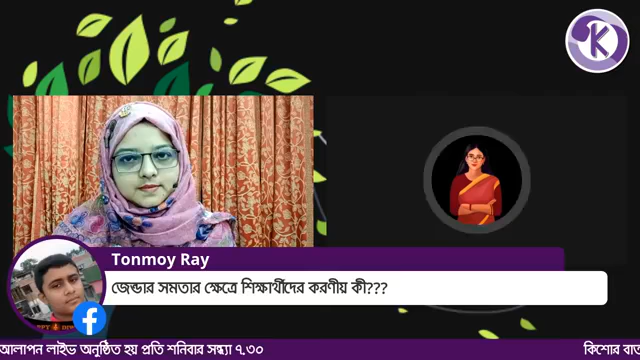 K
Tonmoy Ray
জেন্ডার সমতার ক্ষেত্রে শিক্ষার্থীদের করণীয় কী???
আলাপন লাইভ অনুষ্ঠিত হয় প্রতি শনিবার সন্ধ্যা ৭.৩০ কিশোর